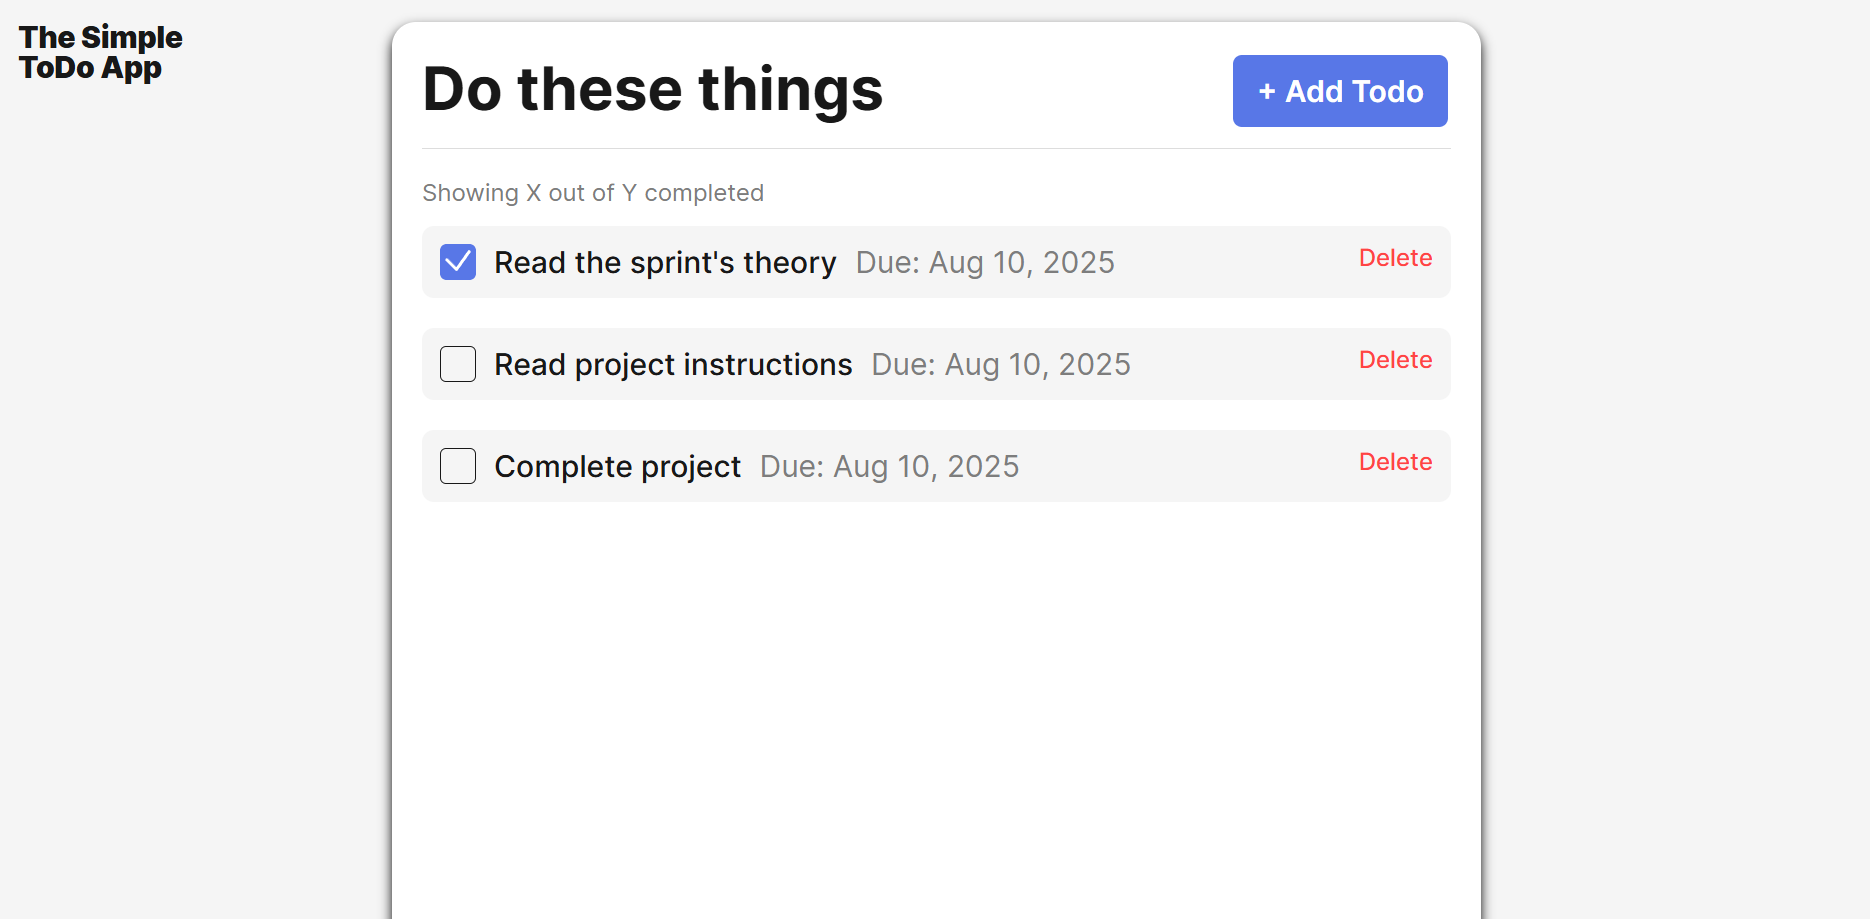 The Simple
ToDo App
Do these things
+ Add Todo
Showing X out of Y completed
Read the sprint's theory Due: Aug 10, 2025 Delete
Read project instructions Due: Aug 10, 2025 Delete
Complete project Due: Aug 10, 2025 Delete